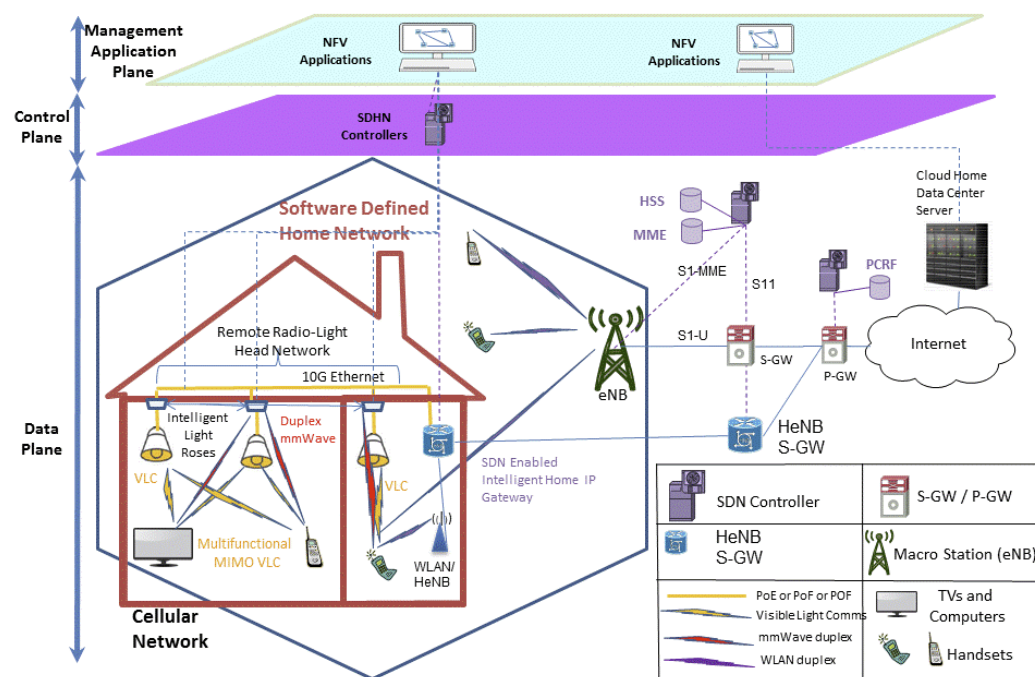 Management
Application
Plane
NFV
Applications
NFV
Applications
Control
Plane
SDHN
Controllers
Data
Plane
Software Defined
Home Network
HSS
MME
S1-MME
S11
PCRF
Cloud Home
Data Center
Server
Remote Radio-Light
Head Network
10G Ethernet
S1-U
S-GW
P-GW
Internet
eNB
Intelligent
Light
Roses
Duplex
mmWave
VLC
VLC
SDN Enabled
Intelligent Home IP
Gateway
HeNB
S-GW
Multifunctional
MIMO VLC
WLAN/
HeNB
Cellular
Network
SDN Controller
S-GW / P-GW
HeNB
S-GW
Macro Station (eNB)
PoE or PoF or POF
Visible Light Comms
mmWave duplex
WLAN duplex
TVs and
Computers
Handsets